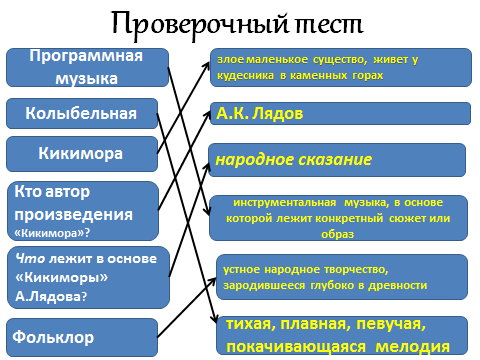 Проверочный тест
Программная
музыка
Колыбельная
Кикимора
Кто автор
произведения
«Кикимора»?
Что лежит в основе
«Кикиморы»
А.Лядова?
Фольклор
злое маленькое существо, живет у
кудесника в каменных горах
А.К. Лядов
народное сказание
инструментальная музыка, в основе
которой лежит конкретный сюжет или
образ
устное народное творчество,
зародившиеся глубоко в древности
тихая, плавная, певучая,
покачивающаяся мелодия